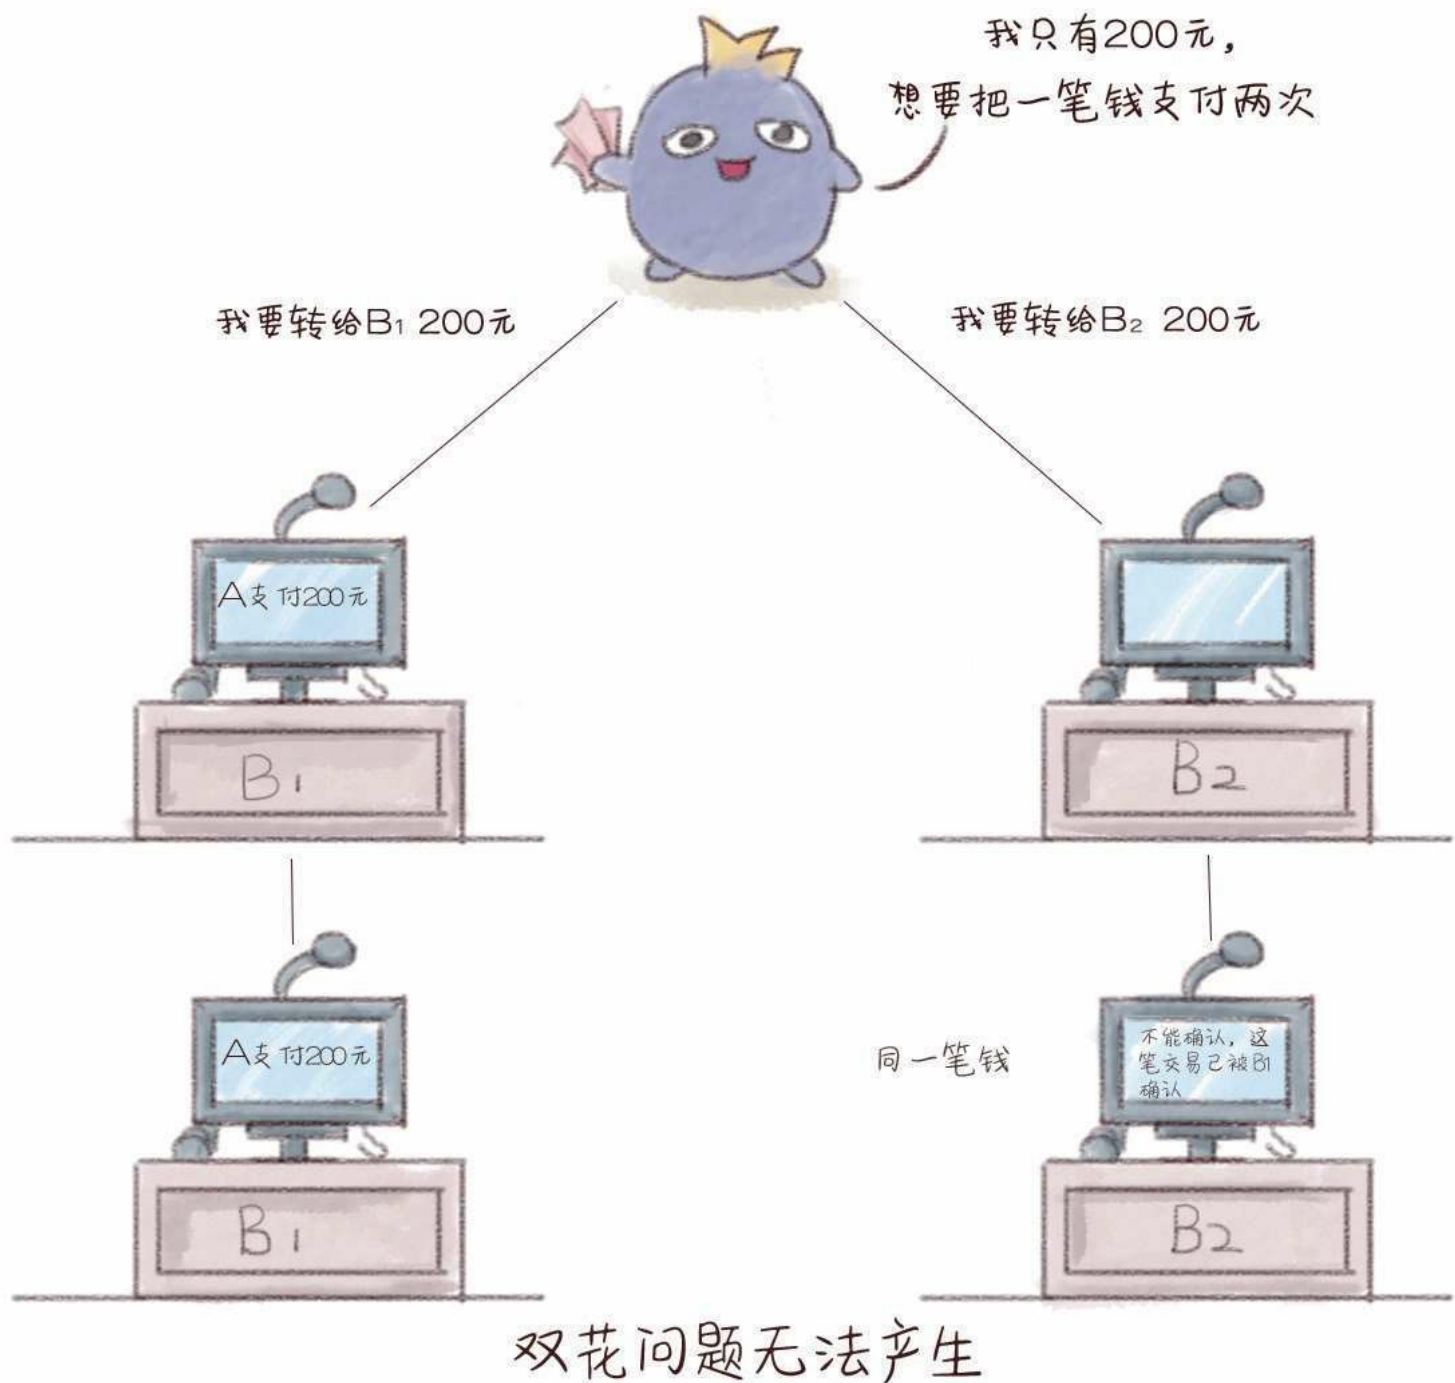 我只有200元，
想要把一笔钱支付两次
我要转给B₁ 200元
我要转给B₂ 200元
A支付200元
B1
B2
A支付200元
同一笔钱
不能确认，这
笔交易已被B1
确认
B1
B2
双花问题无法产生